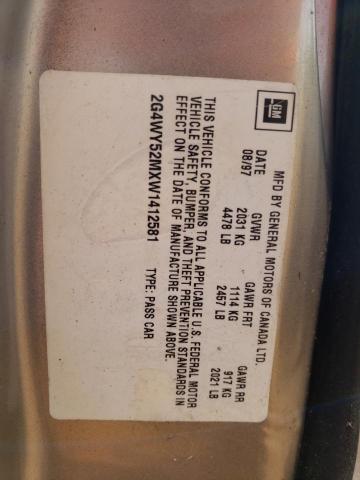 GM
MFD BY GENERAL MOTORS OF CANADA LTD.
DATE GVWR GAWR FRT GAWR RR
08/97 2031 KG 1114 KG 917 KG
4478 LB 2457 LB 2021 LB
THIS VEHICLE CONFORMS TO ALL APPLICABLE U.S. FEDERAL MOTOR
VEHICLE SAFETY, BUMPER, AND THEFT PREVENTION STANDARDS IN
EFFECT ON THE DATE OF MANUFACTURE SHOWN ABOVE.
2G4WY52MXW1412581 TYPE: PASS CAR